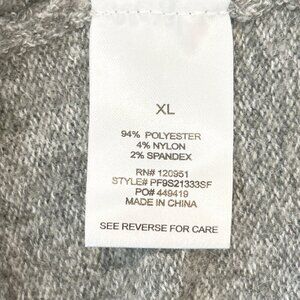 XL
94% POLYESTER
4% NYLON
2% SPANDEX
RN# 120951
STYLE# PF9S21333SF
PO# 449419
MADE IN CHINA
SEE REVERSE FOR CARE